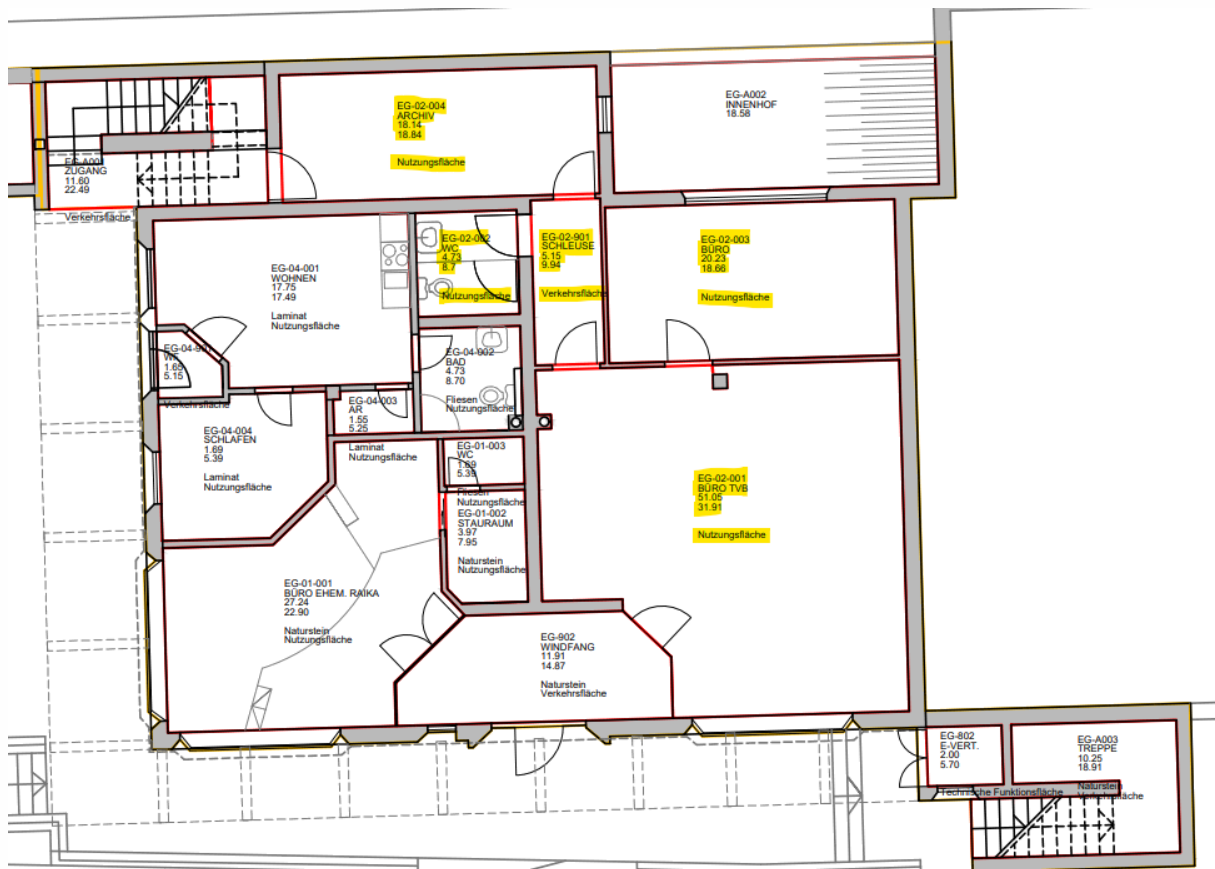 EG-02-004
ARCHIV
18.14
18.84
Nutzungsfläche
EG-A002
INNENHOF
18.58
EG-A001
ZUGANG
11.60
22.49
Verkehrsfläche
EG-04-001
WOHNEN
17.75
17.49
Laminat
Nutzungsfläche
EG-02-002
WC
4.73
8.7
Nutzungsfläche
EG-02-901
SCHLEUSE
5.15
9.94
Verkehrsfläche
EG-02-003
BÜRO
20.23
18.66
Nutzungsfläche
EG-04-901
WF
1.69
5.15
Verkehrsfläche
EG-04-902
BAD
4.73
8.70
Fliesen
Nutzungsfläche
EG-04-003
AR
1.55
5.25
Laminat
Nutzungsfläche
EG-04-004
SCHLAFEN
1.69
5.39
Laminat
Nutzungsfläche
EG-01-003
WC
1.69
5.39
Fliesen
Nutzungsfläche
EG-01-002
STAURAUM
3.97
7.95
Naturstein
Nutzungsfläche
EG-02-001
BÜRO TVB
51.05
31.91
Nutzungsfläche
EG-01-001
BÜRO EHEM. RAIKA
27.24
22.90
Naturstein
Nutzungsfläche
EG-902
WINDFANG
11.91
14.87
Naturstein
Verkehrsfläche
EG-802
E-VERT.
2.00
5.70
Technische Funktionsfläche
EG-A003
TREPPE
10.25
18.91
Naturstein
Verkehrsfläche